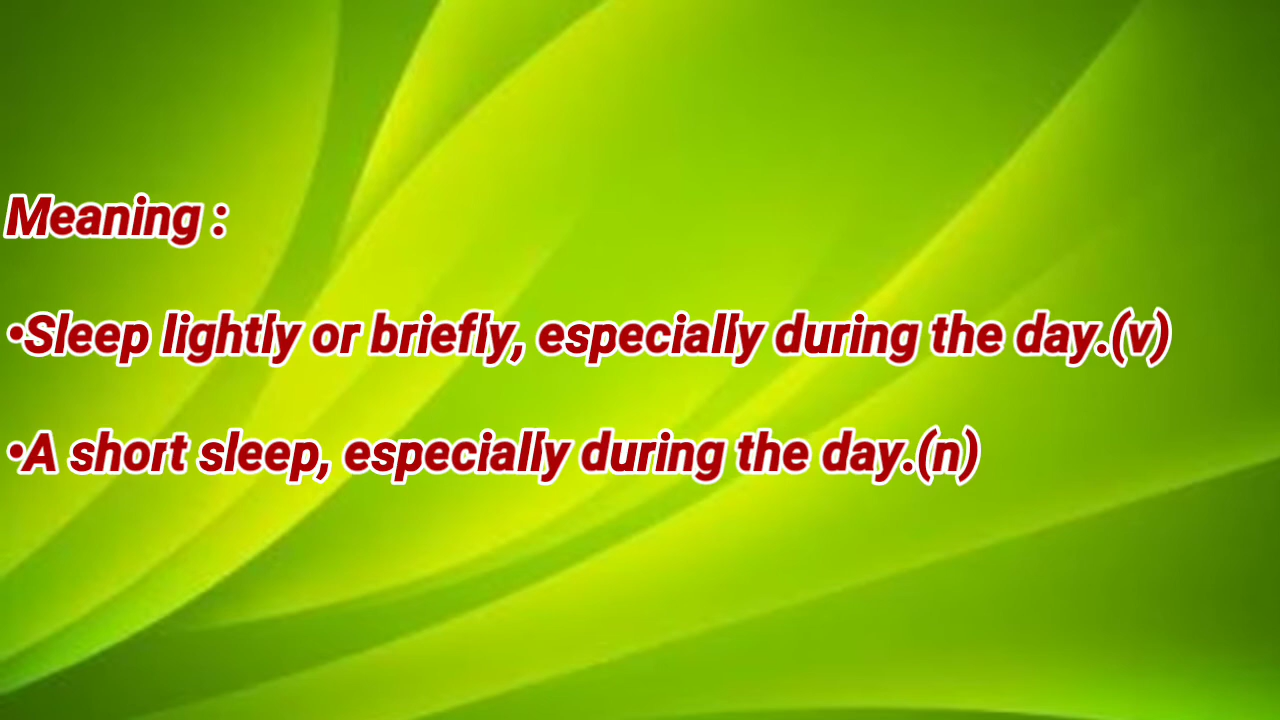 Meaning :
•Sleep lightly or briefly, especially during the day.(v)
•A short sleep, especially during the day.(n)